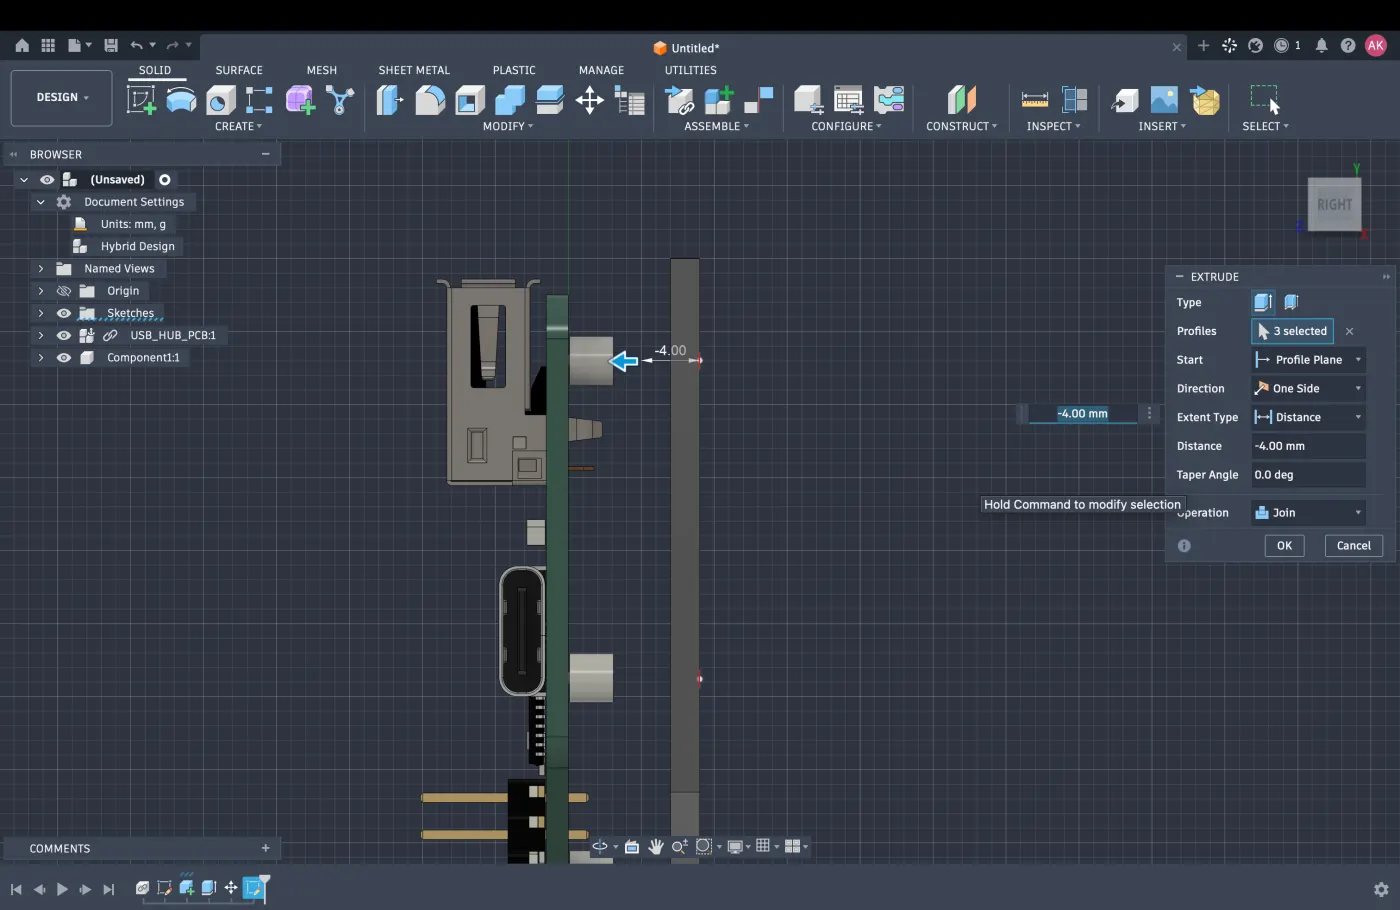 Untitled*
1
AK
DESIGN
SOLID
SURFACE
MESH
SHEET METAL
PLASTIC
MANAGE
UTILITIES
CREATE
MODIFY
ASSEMBLE
CONFIGURE
CONSTRUCT
INSPECT
INSERT
SELECT
BROWSER
(Unsaved)
Document Settings
Units: mm, g
Hybrid Design
Named Views
Origin
Sketches
USB_HUB_PCB:1
Component1:1
Y
RIGHT
Z
X
-4.00
-4.00 mm
Hold Command to modify selection
EXTRUDE
Type
Profiles
3 selected
Start
Profile Plane
Direction
One Side
Extent Type
Distance
Distance
-4.00 mm
Taper Angle
0.0 deg
Operation
Join
OK
Cancel
COMMENTS